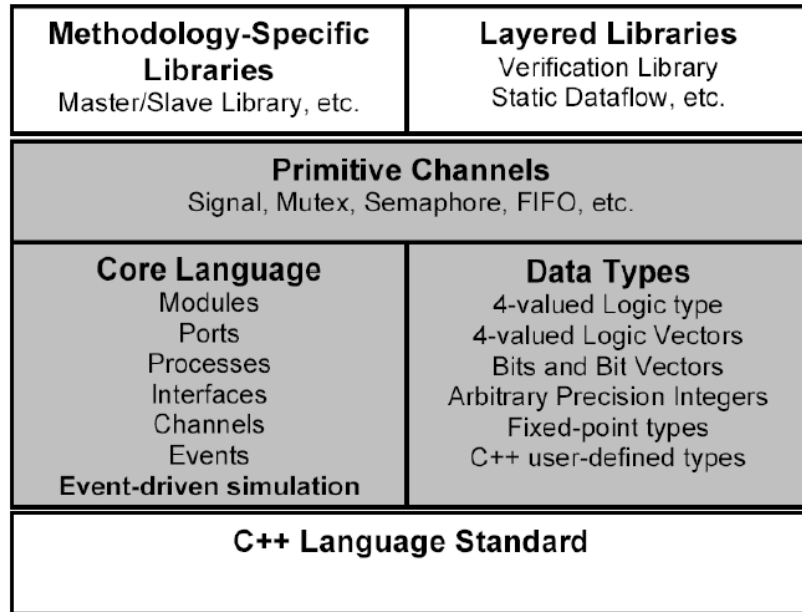 Methodology-Specific
Libraries
Master/Slave Library, etc.
Layered Libraries
Verification Library
Static Dataflow, etc.
Primitive Channels
Signal, Mutex, Semaphore, FIFO, etc.
Core Language
Modules
Ports
Processes
Interfaces
Channels
Events
Event-driven simulation
Data Types
4-valued Logic type
4-valued Logic Vectors
Bits and Bit Vectors
Arbitrary Precision Integers
Fixed-point types
C++ user-defined types
C++ Language Standard